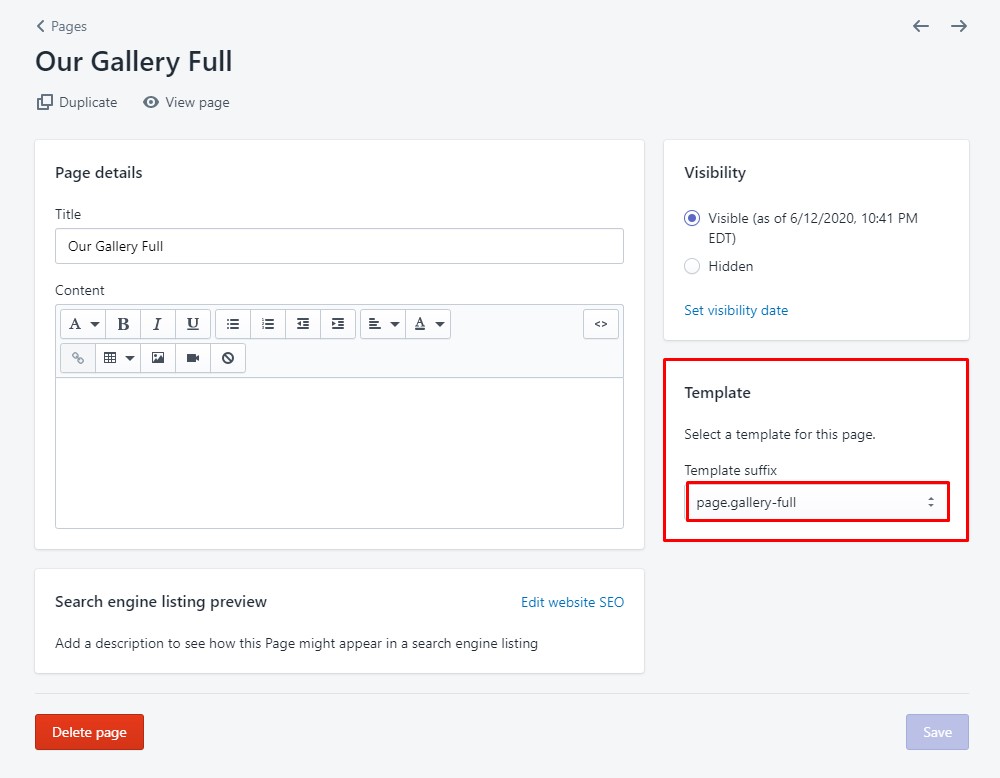 Pages
Our Gallery Full
Duplicate
View page
Page details
Title
Our Gallery Full
Content
A
B
I
U
A
<>
Visibility
Visible (as of 6/12/2020, 10:41 PM
EDT)
Hidden
Set visibility date
Template
Select a template for this page.
Template suffix
page.gallery-full
Search engine listing preview
Edit website SEO
Add a description to see how this Page might appear in a search engine listing
Delete page
Save